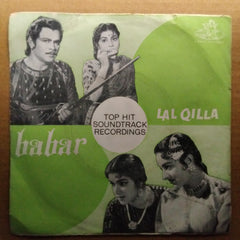 TOP HIT
SOUNDTRACK
RECORDINGS
LAL QILLA
babar